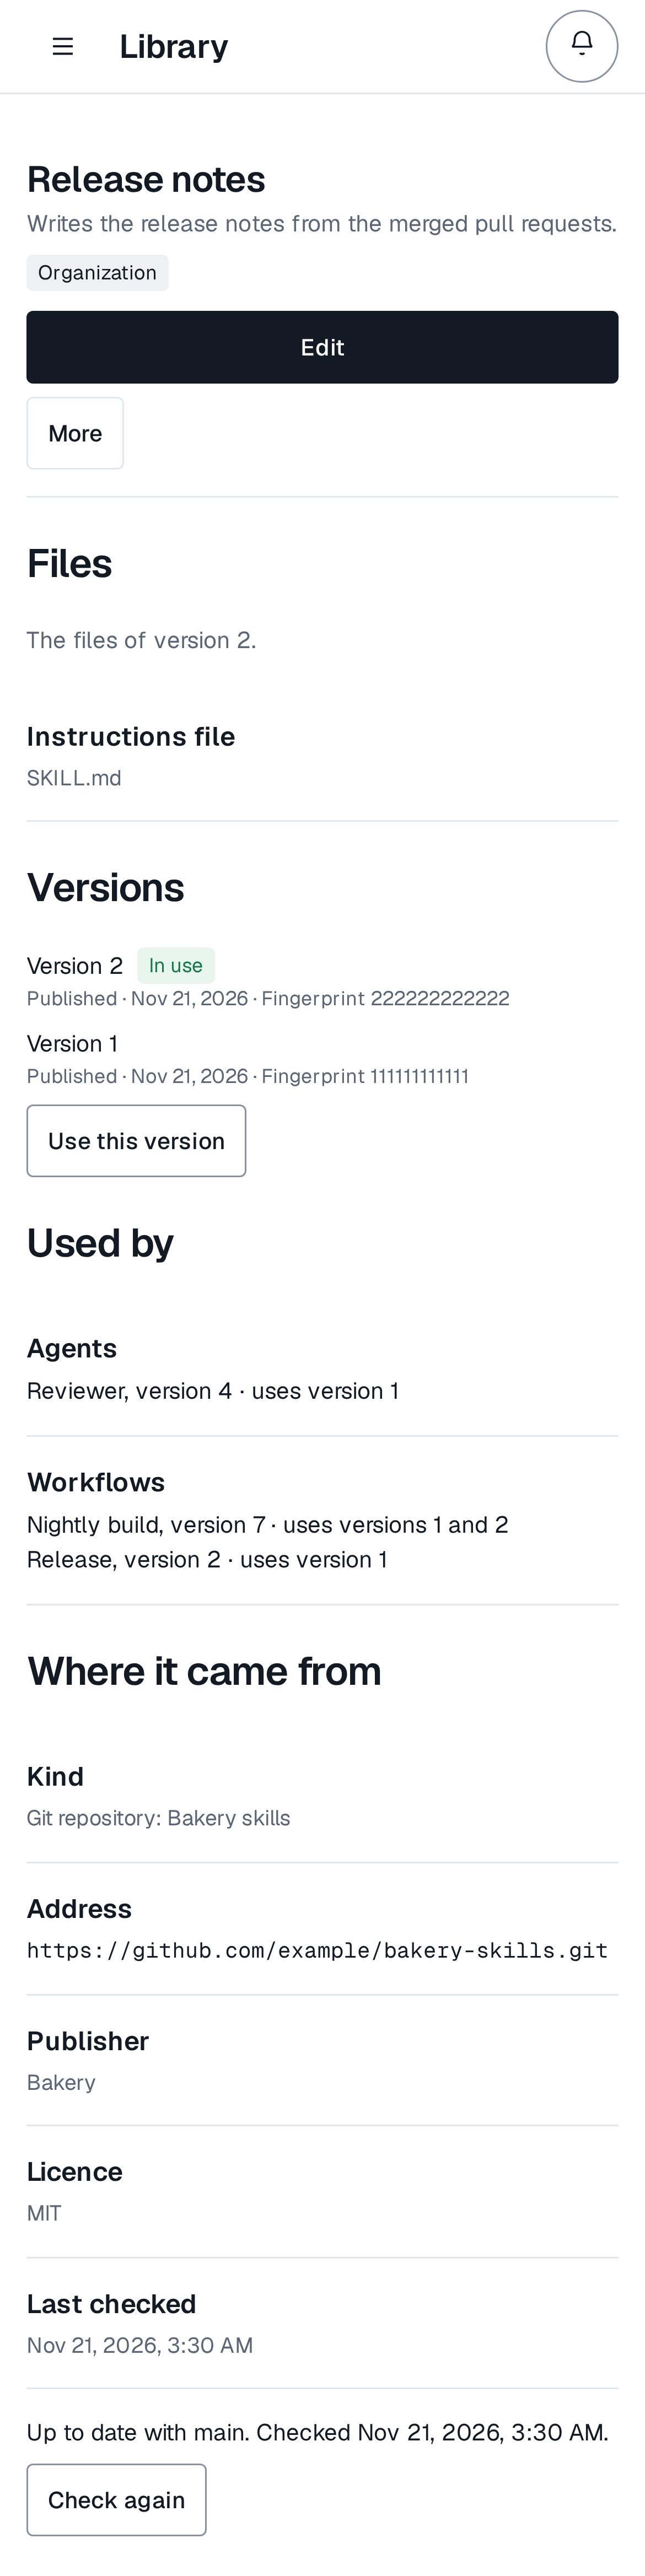 Library
Release notes
Writes the release notes from the merged pull requests.
Organization
Edit
More
Files
The files of version 2.
Instructions file
SKILL.md
Versions
Version 2 In use
Published · Nov 21, 2026 · Fingerprint 222222222222
Version 1
Published · Nov 21, 2026 · Fingerprint 111111111111
Use this version
Used by
Agents
Reviewer, version 4 · uses version 1
Workflows
Nightly build, version 7 · uses versions 1 and 2
Release, version 2 · uses version 1
Where it came from
Kind
Git repository: Bakery skills
Address
https://github.com/example/bakery-skills.git
Publisher
Bakery
Licence
MIT
Last checked
Nov 21, 2026, 3:30 AM
Up to date with main. Checked Nov 21, 2026, 3:30 AM.
Check again